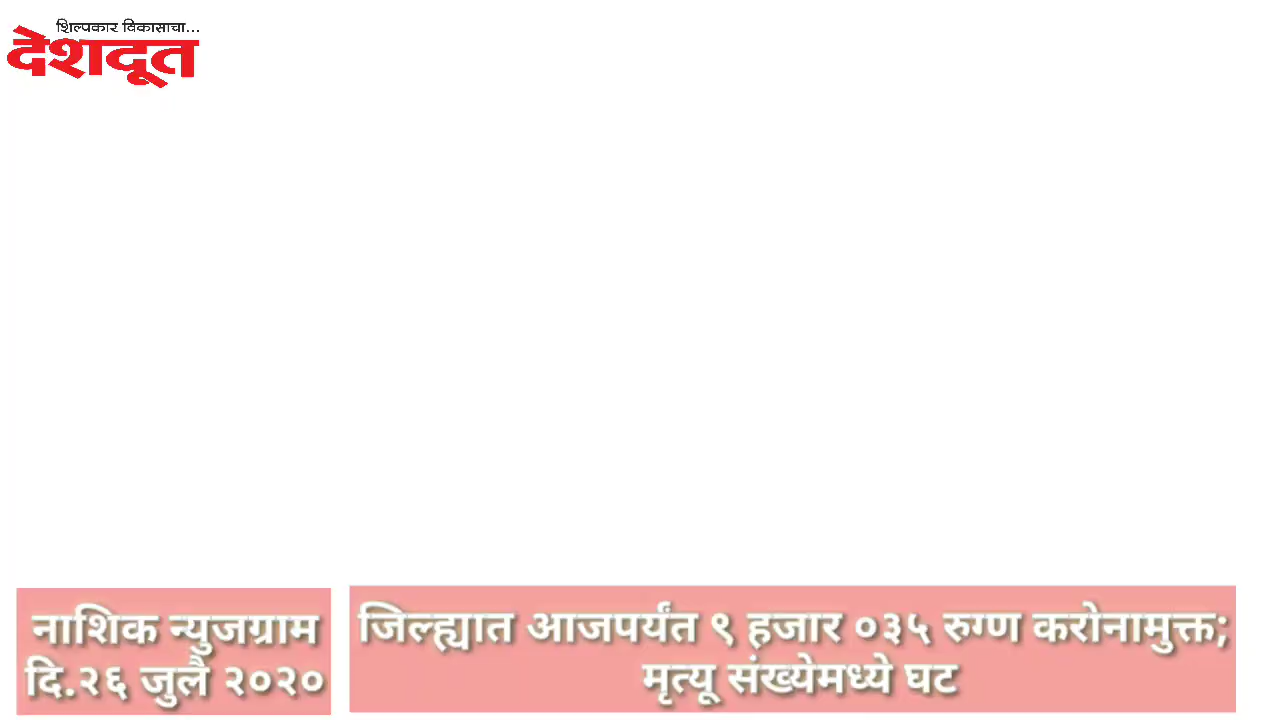 शिल्पकार विकासाचा...
देशदूत
नाशिक न्युजग्राम
दि.२६ जुलै २०२०
जिल्ह्यात आजपर्यंत ९ हजार ०३५ रुग्ण करोनामुक्त;
मृत्यू संख्येमध्ये घट